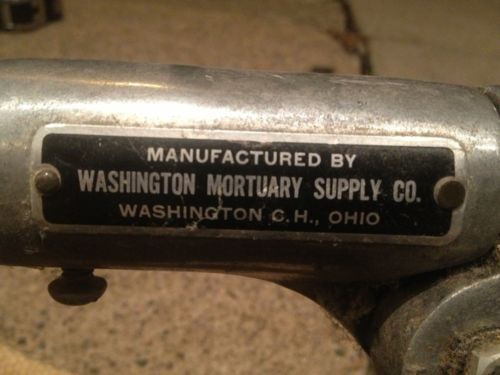 MANUFACTURED BY
WASHINGTON MORTUARY SUPPLY CO.
WASHINGTON C.H., OHIO